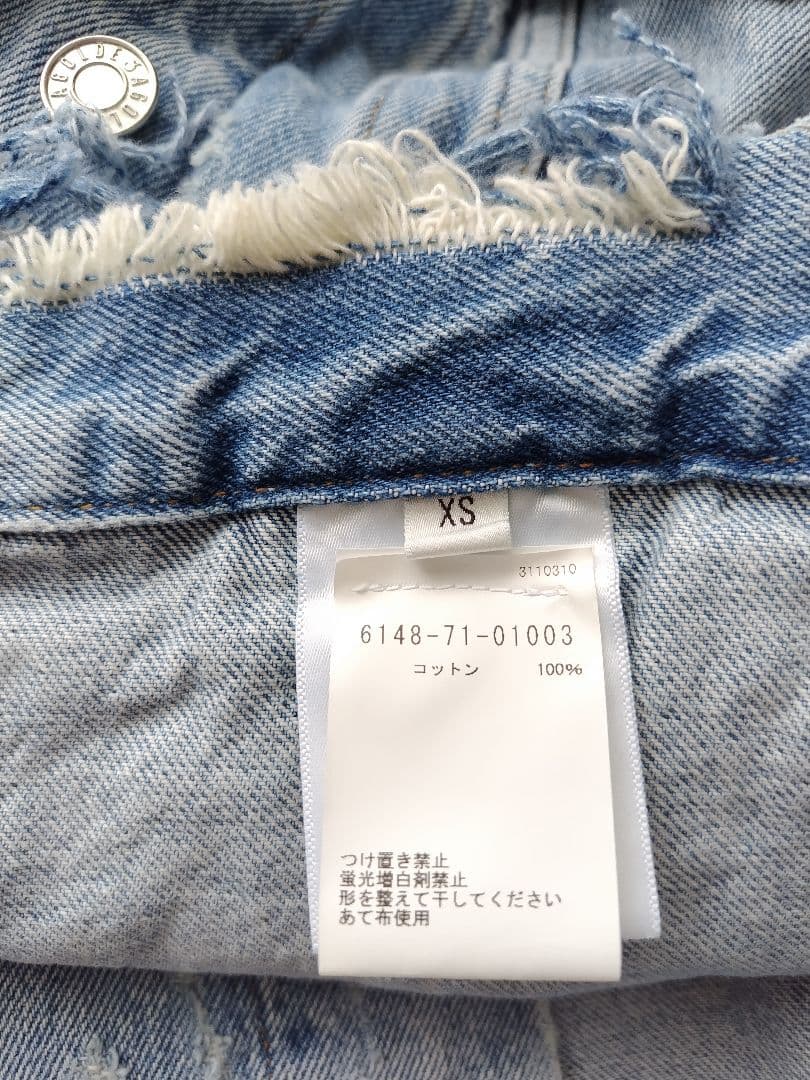 AGOLDE AGOL
XS
3110310
6148-71-01003
コットン 100%
つけ置き禁止
蛍光増白剤禁止
形を整えて干してください
あて布使用